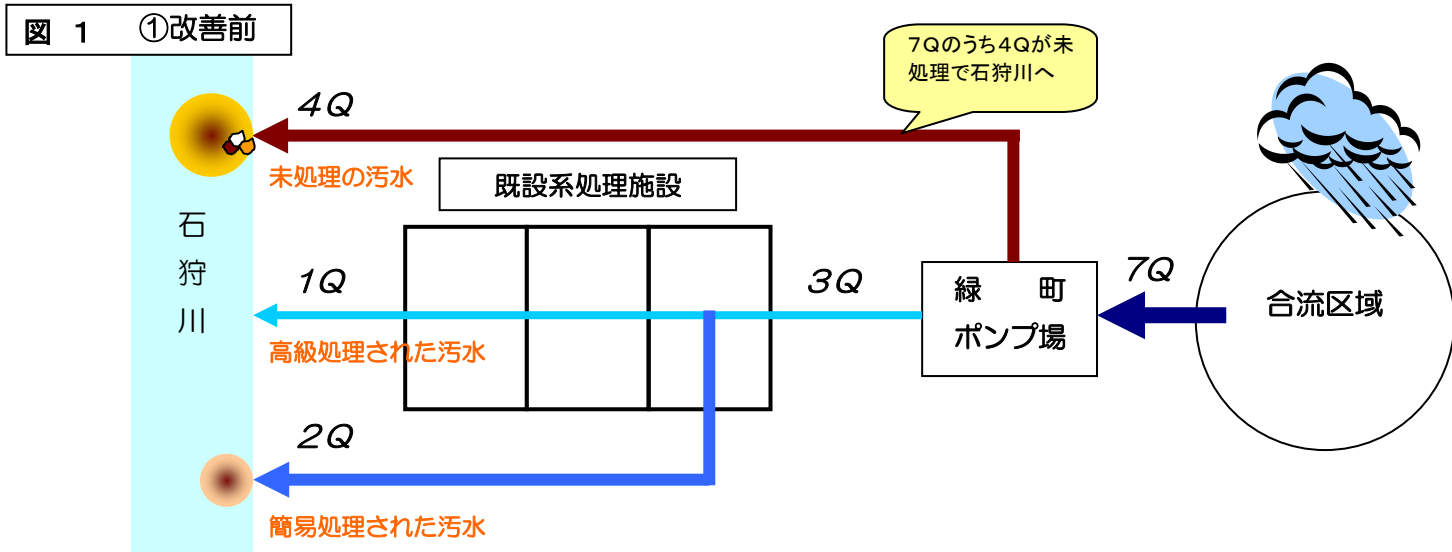 図 1 ①改善前
7Qのうち4Qが未
処理で石狩川へ
4Q
未処理の汚水
既設系処理施設
石
狩
川
1Q
3Q
緑 町
ポンプ場
7Q
合流区域
高級処理された汚水
2Q
簡易処理された汚水